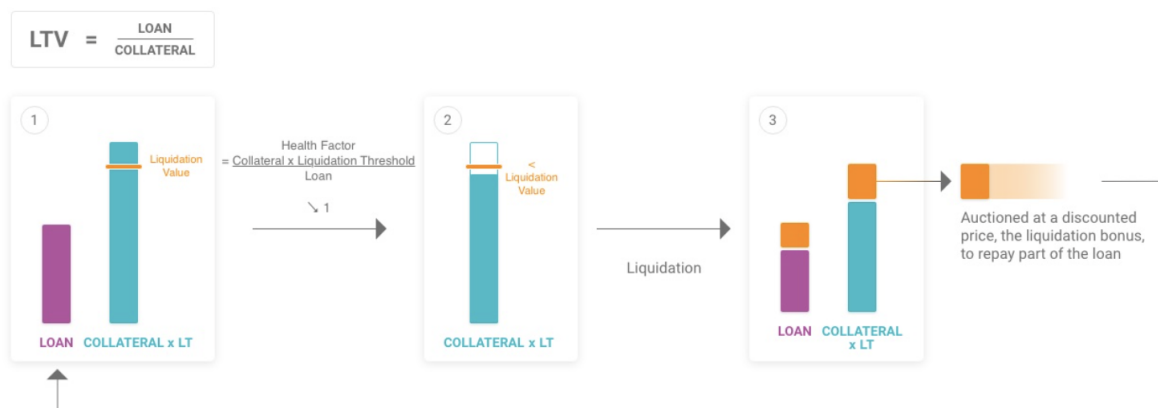 LTV = LOAN
COLLATERAL
1
Liquidation
Value
LOAN COLLATERAL x LT
Health Factor
= Collateral x Liquidation Threshold
Loan
↘ 1
2
<
Liquidation
Value
COLLATERAL x LT
Liquidation
3
LOAN COLLATERAL
x LT
Auctioned at a discounted
price, the liquidation bonus,
to repay part of the loan